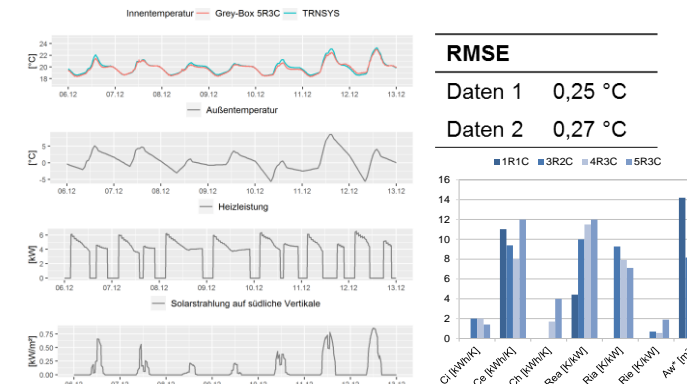 Innentemperatur Grey-Box 5R3C TRNSYS
[°C]
24
22
20
18
06.12 07.12 08.12 09.12 10.12 11.12 12.12 13.12
Außentemperatur
[°C]
5
0
-5
06.12 07.12 08.12 09.12 10.12 11.12 12.12 13.12
Heizleistung
[kW]
6
4
2
0
06.12 07.12 08.12 09.12 10.12 11.12 12.12 13.12
Solarstrahlung auf südliche Vertikale
[kW/m²]
0.75
0.50
0.25
0.00
RMSE
Daten 1 0,25 °C
Daten 2 0,27 °C
1R1C 3R2C 4R3C 5R3C
16
14
12
10
8
6
4
2
0
Ci [kWh/K] Ce [kWh/K] Ch [kWh/K] Rea [K/kW] Ria [K/kW] Rie [K/kW] Aw*